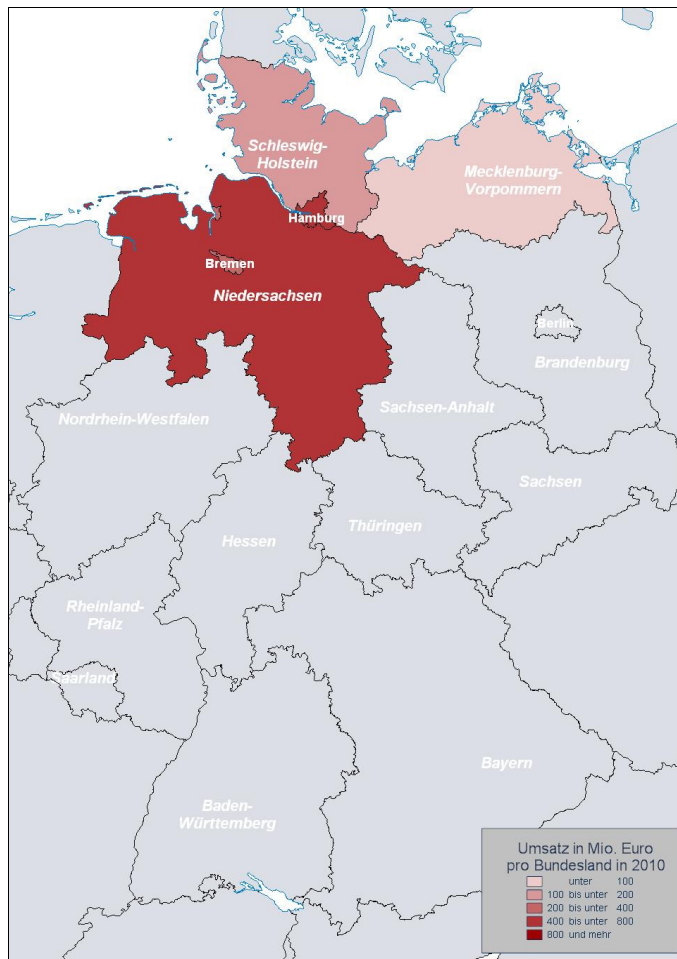 Schleswig-
Holstein
Mecklenburg-
Vorpommern
Hamburg
Bremen
Niedersachsen
Berlin
Brandenburg
Nordrhein-Westfalen
Sachsen-Anhalt
Sachsen
Thüringen
Hessen
Rheinland-
Pfalz
Saarland
Bayern
Baden-
Württemberg
Umsatz in Mio. Euro
pro Bundesland in 2010
unter 100
100 bis unter 200
200 bis unter 400
400 bis unter 800
800 und mehr